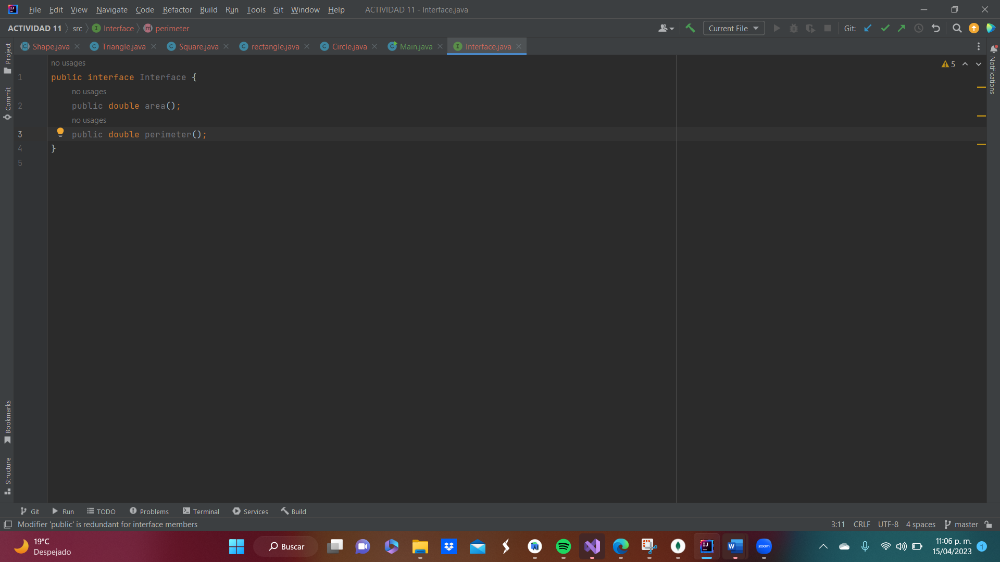 File Edit View Navigate Code Refactor Build Run Tools Git Window Help ACTIVIDAD 11 - Interface.java
ACTIVIDAD 11 src I Interface m perimeter Current File Git:
C Shape.java C Triangle.java C Square.java C rectangle.java C Circle.java C Main.java I Interface.java
Project
Commit
Bookmarks
Structure
Notifications
no usages
5
1 public interface Interface {
no usages
2 public double area();
no usages
3 public double perimeter();
4 }
5
Git Run TODO Problems Terminal Services Build
Modifier 'public' is redundant for interface members 3:11 CRLF UTF-8 4 spaces master
19°C
Despejado
Buscar
AI
IJ
W
zoom
11:06 p. m.
15/04/2023
1